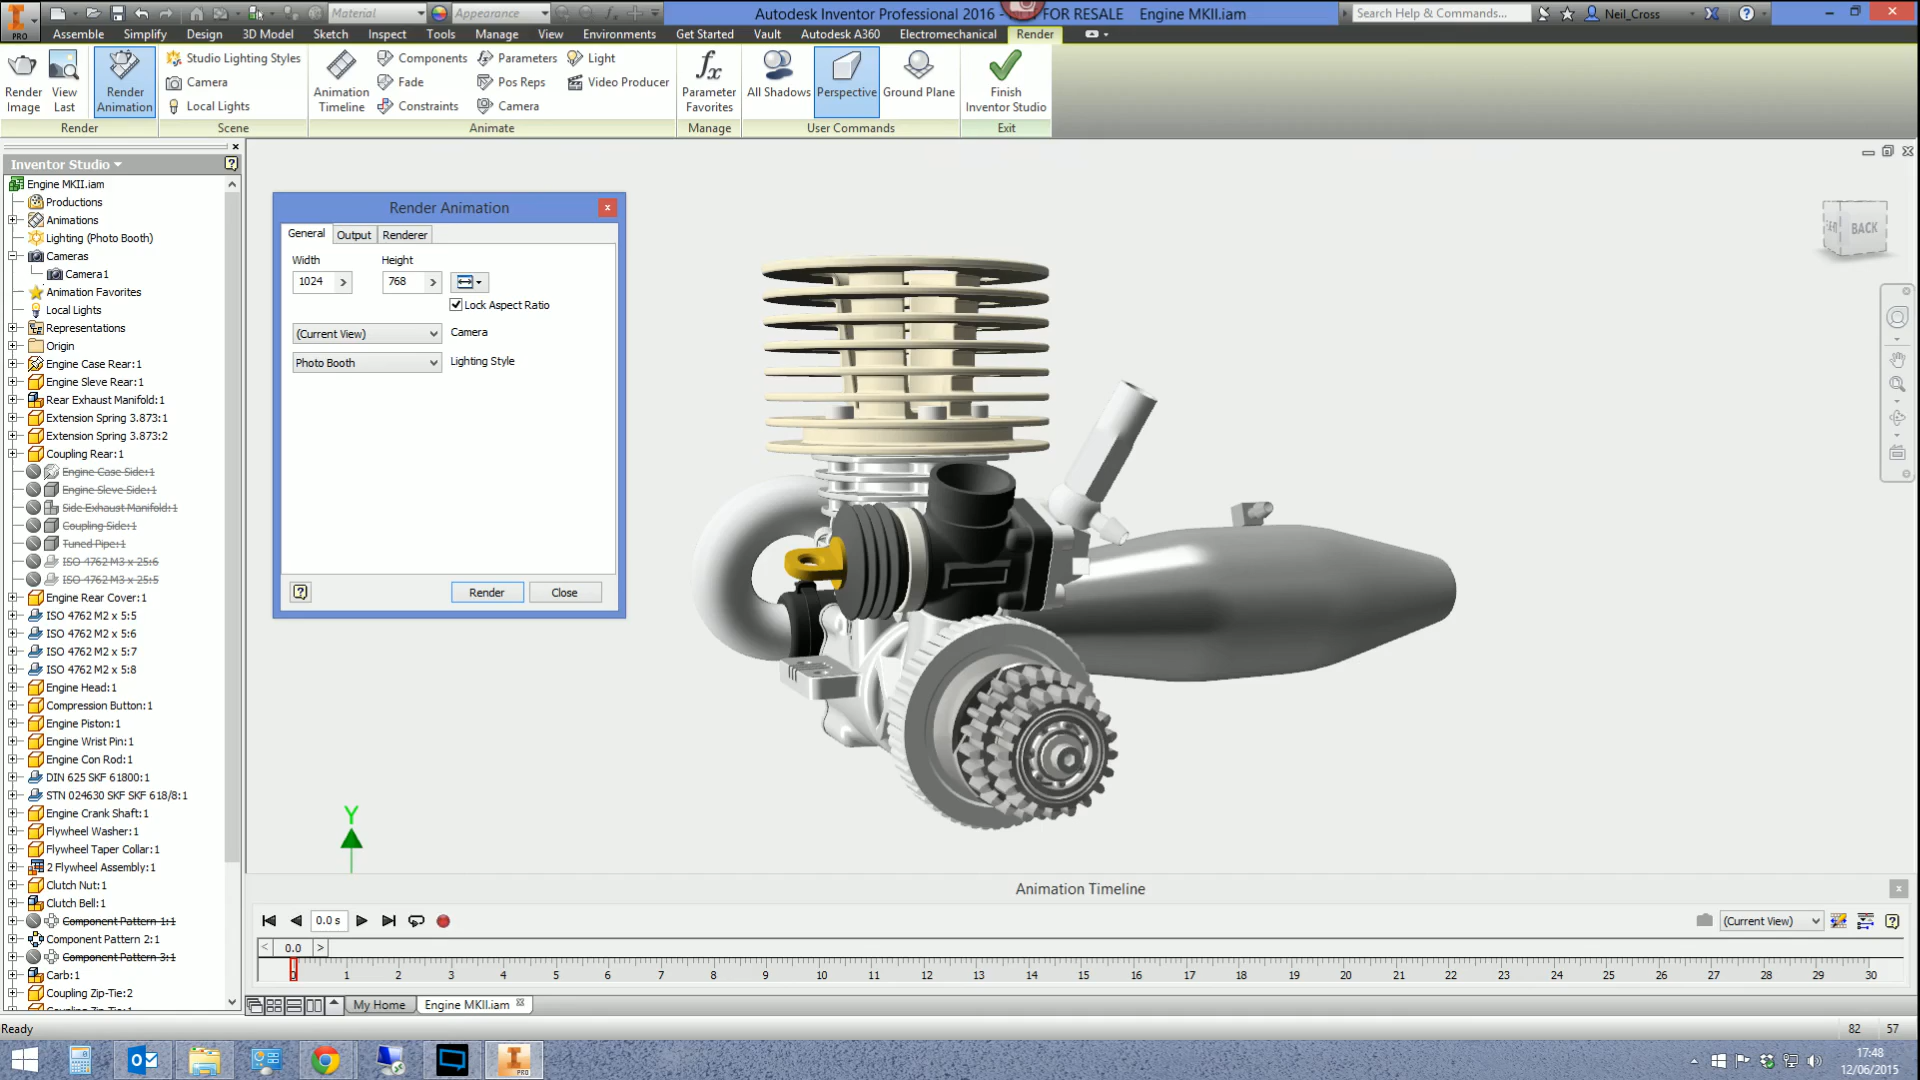 Material
Appearance
Autodesk Inventor Professional 2016 -
FOR RESALE
Engine MKII.iam
Search Help & Commands...
Neil_Cross
PRO
Assemble
Simplify
Design
3D Model
Sketch
Inspect
Tools
Manage
View
Environments
Get Started
Vault
Autodesk A360
Electromechanical
Render
Render Image
View Last
Render Animation
Studio Lighting Styles
Camera
Local Lights
Animation Timeline
Components
Fade
Constraints
Parameters
Pos Reps
Camera
Light
Video Producer
Parameter Favorites
All Shadows
Perspective
Ground Plane
Finish Inventor Studio
Render
Scene
Animate
Manage
User Commands
Exit
Inventor Studio
Engine MKII.iam
Productions
Animations
Lighting (Photo Booth)
Cameras
Camera1
Animation Favorites
Local Lights
Representations
Origin
Engine Case Rear:1
Engine Sleve Rear:1
Rear Exhaust Manifold:1
Extension Spring 3.873:1
Extension Spring 3.873:2
Coupling Rear:1
Engine Case Side:1
Engine Sleve Side:1
Side Exhaust Manifold:1
Coupling Side:1
Tuned Pipe:1
ISO 4762 M3 x 25:6
ISO 4762 M3 x 25:5
Engine Rear Cover:1
ISO 4762 M2 x 5:5
ISO 4762 M2 x 5:6
ISO 4762 M2 x 5:7
ISO 4762 M2 x 5:8
Engine Head:1
Compression Button:1
Engine Piston:1
Engine Wrist Pin:1
Engine Con Rod:1
DIN 625 SKF 61800:1
STN 024630 SKF SKF 618/8:1
Engine Crank Shaft:1
Flywheel Washer:1
Flywheel Taper Collar:1
2 Flywheel Assembly:1
Clutch Nut:1
Clutch Bell:1
Component Pattern 1:1
Component Pattern 2:1
Component Pattern 3:1
Carb:1
Coupling Zip-Tie:2
Coupling Zip-Tie:1
Render Animation
General
Output
Renderer
Width
Height
1024
768
Lock Aspect Ratio
(Current View)
Camera
Photo Booth
Lighting Style
Render
Close
BACK
Y
Animation Timeline
0.0 s
(Current View)
0.0
0 1 2 3 4 5 6 7 8 9 10 11 12 13 14 15 16 17 18 19 20 21 22 23 24 25 26 27 28 29 30
My Home
Engine MKII.iam
Ready
82
57
PRO
17:48
12/06/2015